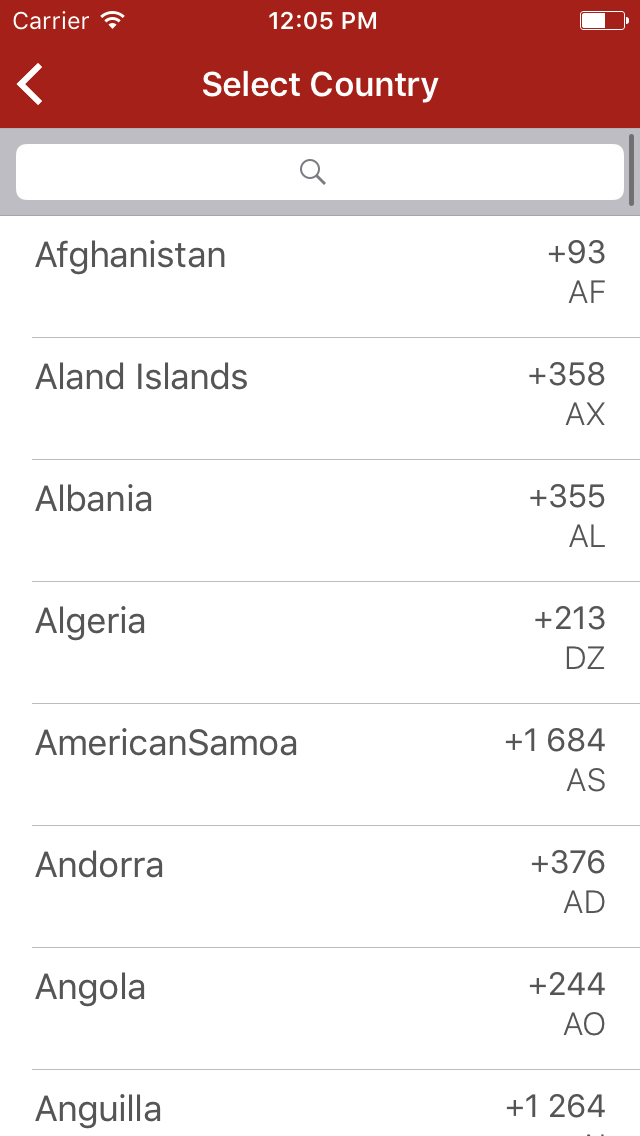 Carrier 12:05 PM
Select Country
Afghanistan +93
AF
Aland Islands +358
AX
Albania +355
AL
Algeria +213
DZ
AmericanSamoa +1 684
AS
Andorra +376
AD
Angola +244
AO
Anguilla +1 264